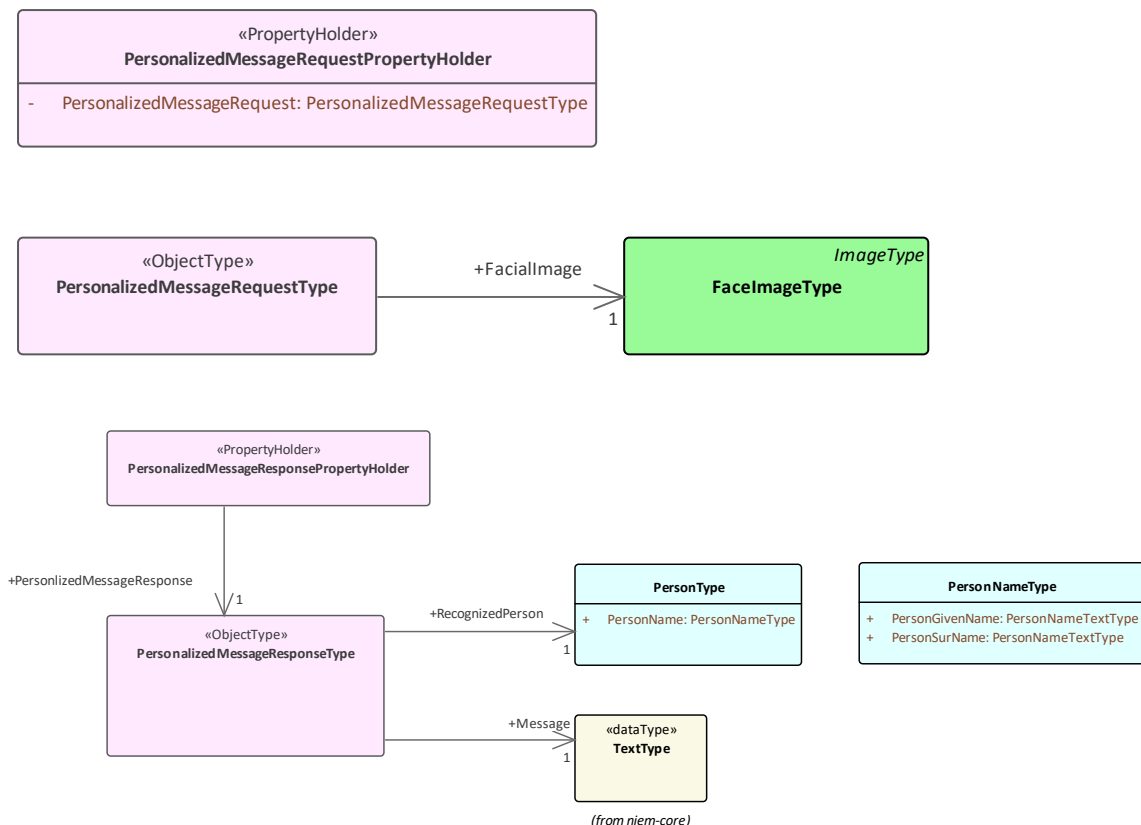 «PropertyHolder»
PersonalizedMessageRequestPropertyHolder
- PersonalizedMessageRequest: PersonalizedMessageRequestType
«ObjectType»
PersonalizedMessageRequestType
+FacialImage
1
ImageType
FaceImageType
«PropertyHolder»
PersonalizedMessageResponsePropertyHolder
+PersonlizedMessageResponse
1
«ObjectType»
PersonalizedMessageResponseType
+RecognizedPerson
1
PersonType
+ PersonName: PersonNameType
PersonNameType
+ PersonGivenName: PersonNameTextType
+ PersonSurName: PersonNameTextType
+Message
1
«dataType»
TextType
(from niem-core)